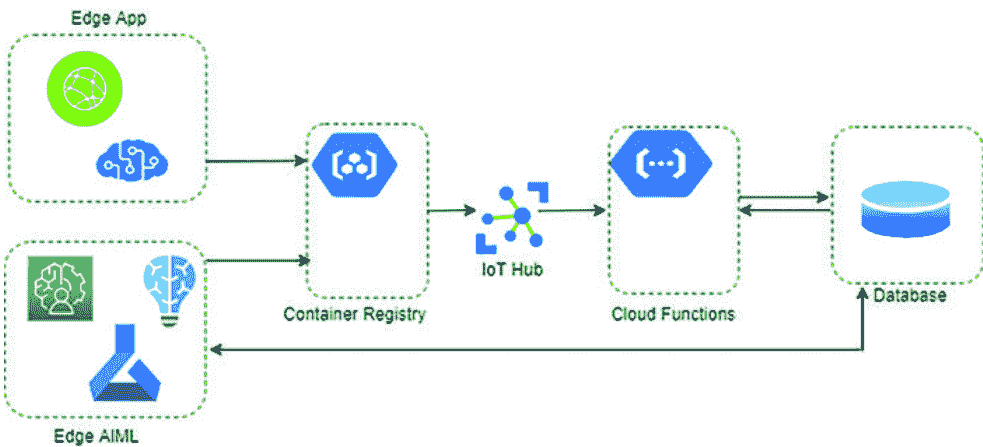 Edge App
IoT Hub
Container Registry
Cloud Functions
Database
Edge AIML